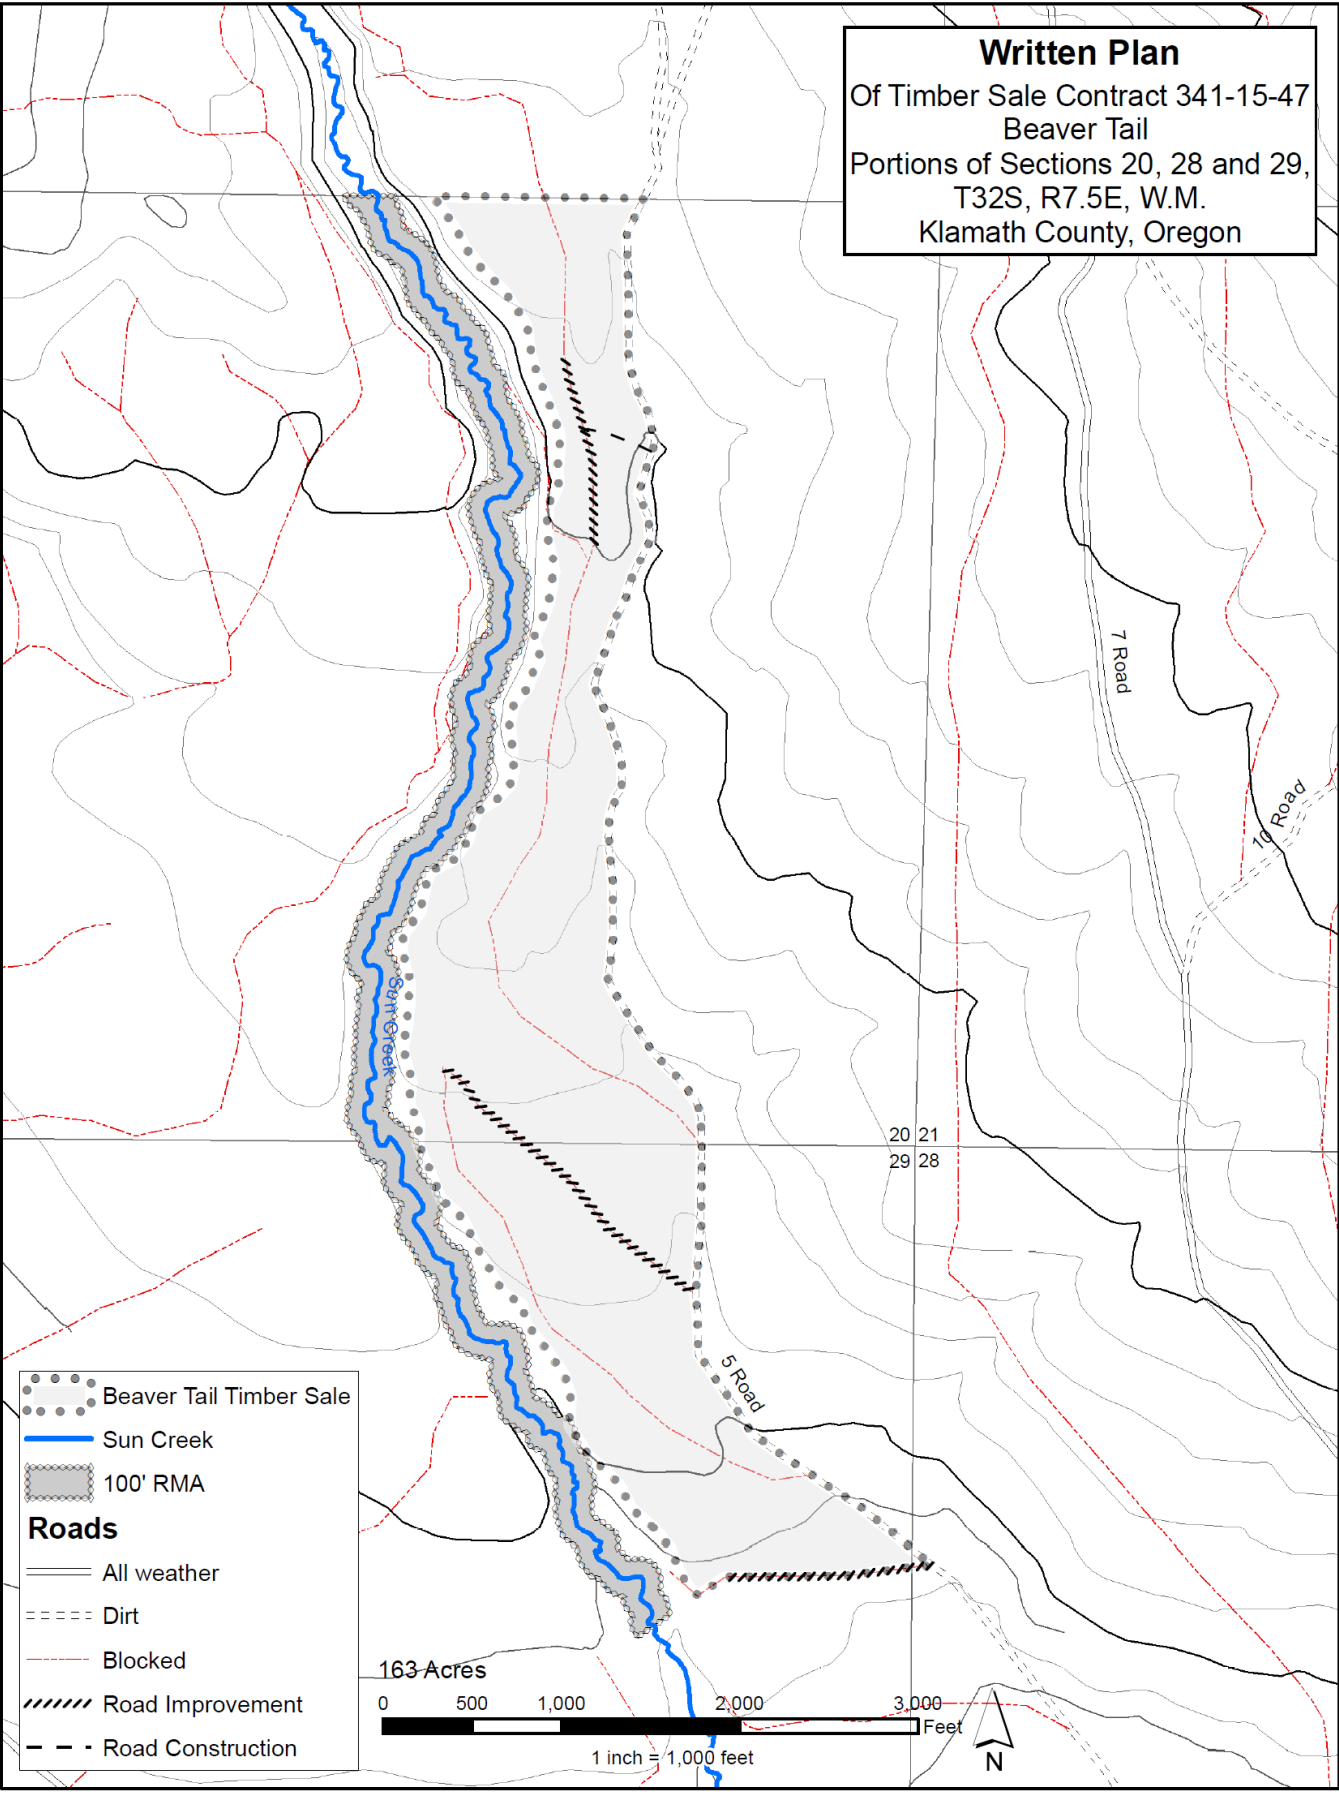 Written Plan
Of Timber Sale Contract 341-15-47
Beaver Tail
Portions of Sections 20, 28 and 29,
T32S, R7.5E, W.M.
Klamath County, Oregon
7 Road
10 Road
Sun Creek
20 21
29 28
5 Road
Beaver Tail Timber Sale
Sun Creek
100' RMA
Roads
All weather
Dirt
Blocked
Road Improvement
Road Construction
163 Acres
0 500 1,000 2,000 3,000
Feet
1 inch = 1,000 feet
N